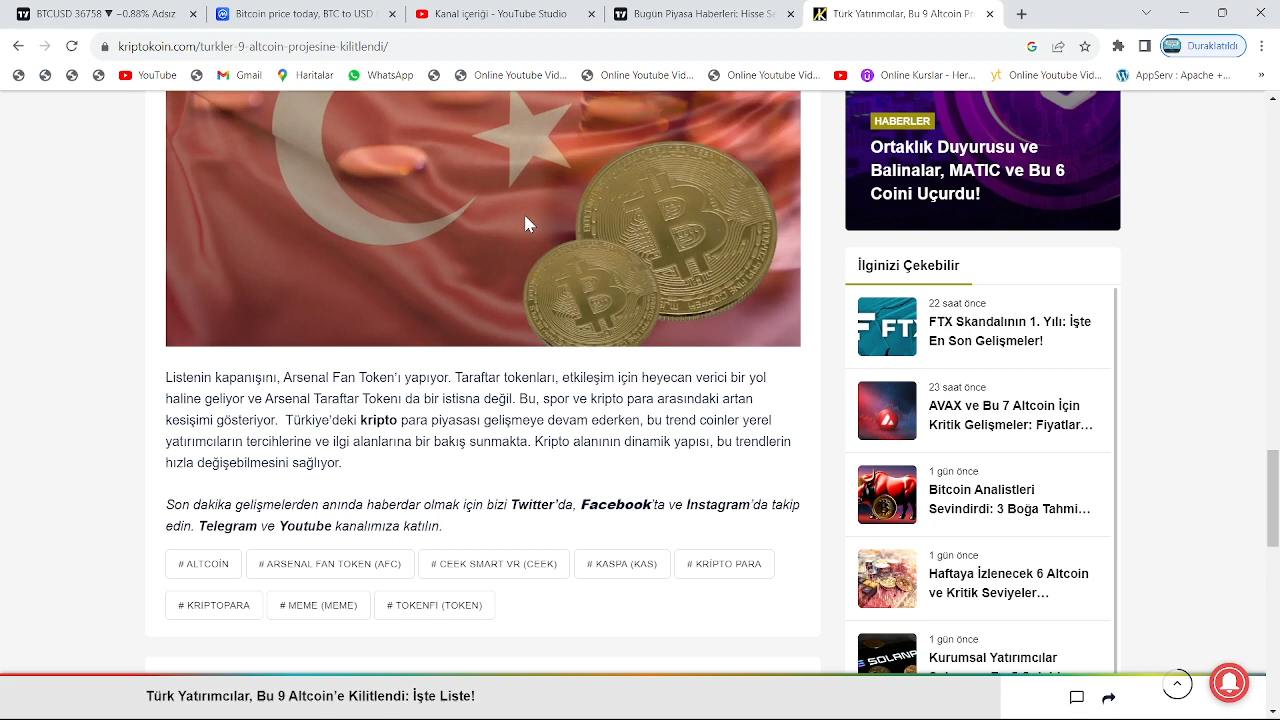 BTCUSD 36758 ▼ −0.88% Adsız
Bitcoin price today, BTC to USD
Kanal içeriği - YouTube Studio
Bugün Piyasa Haberler: Hisse Se
Türk Yatırımcılar, Bu 9 Altcoin Pr
kriptokoin.com/turkler-9-altcoin-projesine-kilitlendi/
Duraklatıldı
YouTube
Gmail
Haritalar
WhatsApp
Online Youtube Vid...
Online Youtube Vid...
Online Youtube Vid...
Online Kurslar - Her...
yt Online Youtube Vid...
AppServ : Apache +...
HABERLER
Ortaklık Duyurusu ve
Balinalar, MATIC ve Bu 6
Coini Uçurdu!
Listenin kapanışını, Arsenal Fan Token’ı yapıyor. Taraftar tokenları, etkileşim için heyecan verici bir yol
haline geliyor ve Arsenal Taraftar Tokenı da bir istisna değil. Bu, spor ve kripto para arasındaki artan
kesişimi gösteriyor. Türkiye’deki kripto para piyasası gelişmeye devam ederken, bu trend coinler yerel
yatırımcıların tercihlerine ve ilgi alanlarına bir bakış sunmakta. Kripto alanının dinamik yapısı, bu trendlerin
hızla değişebilmesini sağlıyor.
Son dakika gelişmelerden anında haberdar olmak için bizi Twitter’da, Facebook’ta ve Instagram’da takip
edin. Telegram ve Youtube kanalımıza katılın.
# ALTCOİN
# ARSENAL FAN TOKEN (AFC)
# CEEK SMART VR (CEEK)
# KASPA (KAS)
# KRİPTO PARA
# KRIPTOPARA
# MEME (MEME)
# TOKENFI (TOKEN)
İlginizi Çekebilir
22 saat önce
FTX Skandalının 1. Yılı: İşte
En Son Gelişmeler!
FTX
23 saat önce
AVAX ve Bu 7 Altcoin İçin
Kritik Gelişmeler: Fiyatlar...
1 gün önce
Bitcoin Analistleri
Sevindirdi: 3 Boğa Tahmi...
1 gün önce
Haftaya İzlenecek 6 Altcoin
ve Kritik Seviyeler...
1 gün önce
Kurumsal Yatırımcılar
SOLANA
Türk Yatırımcılar, Bu 9 Altcoin’e Kilitlendi: İşte Liste!